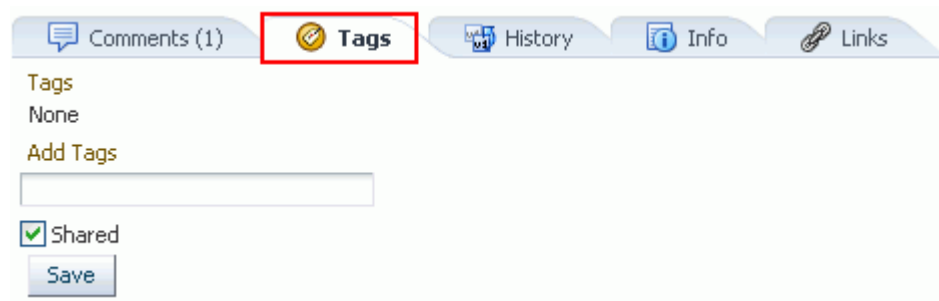 Comments (1) Tags History Info Links
Tags
None
Add Tags
Shared
Save